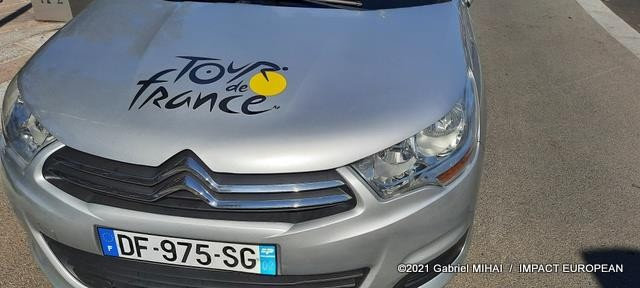 TOUR
de
france
F DF-975-SG
©2021 Gabriel MIHAI / IMPACT EUROPEAN